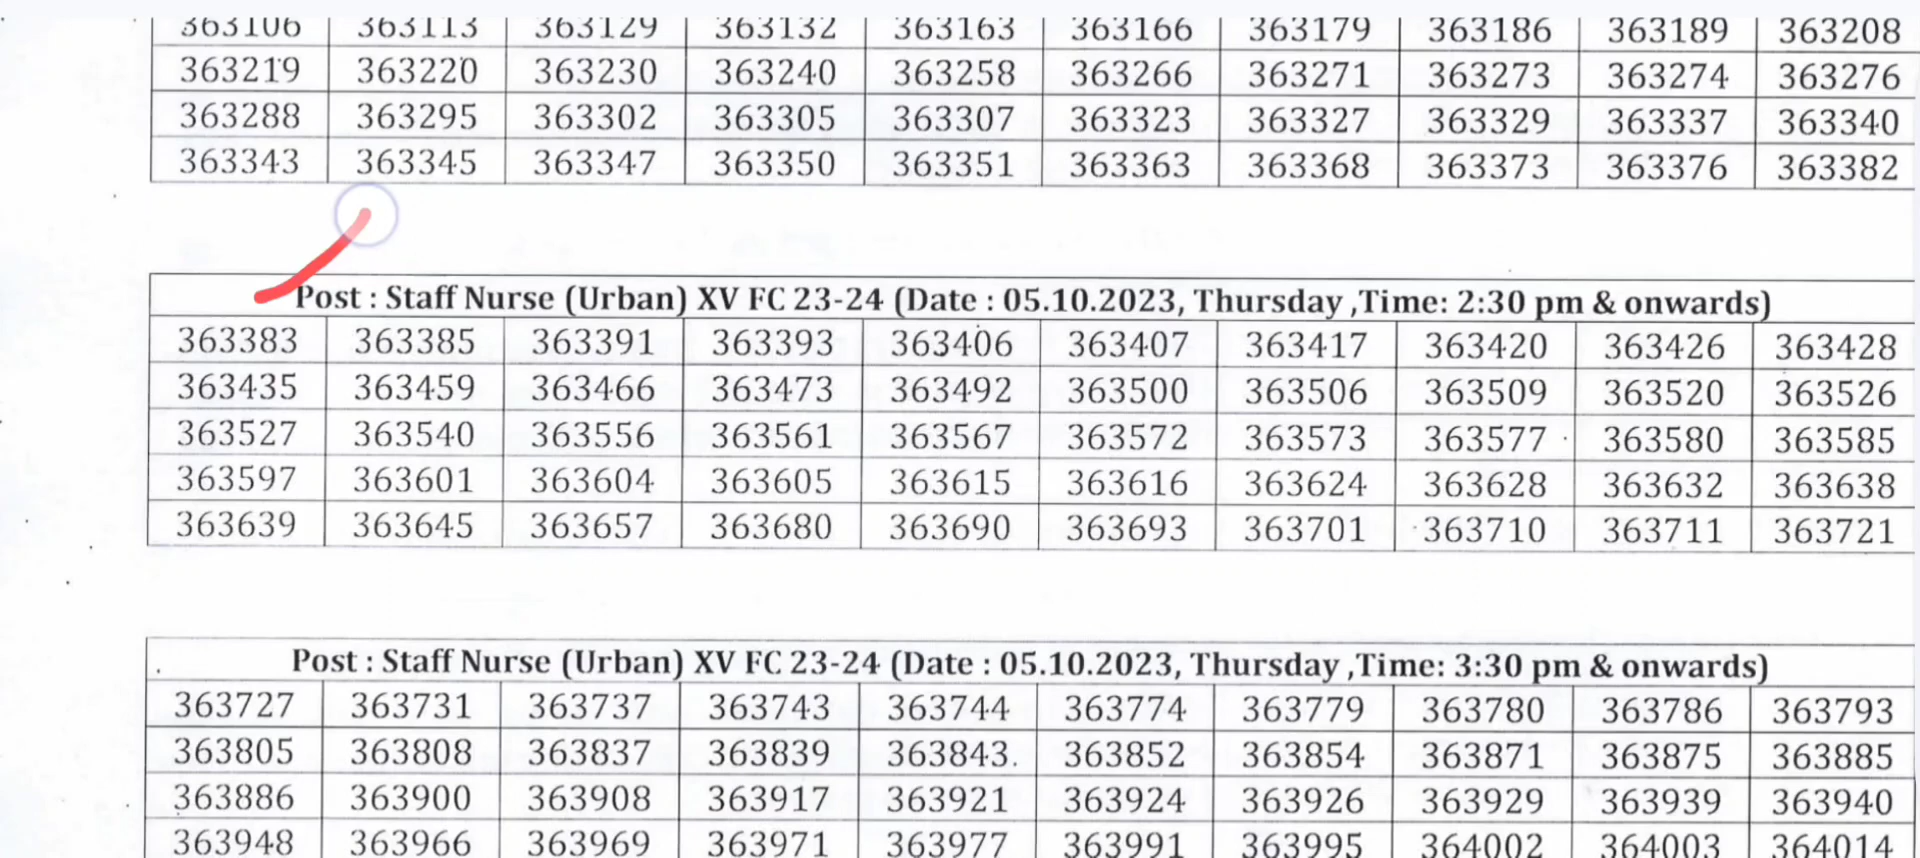 363106 363113 363129 363132 363163 363166 363179 363186 363189 363208
363219 363220 363230 363240 363258 363266 363271 363273 363274 363276
363288 363295 363302 363305 363307 363323 363327 363329 363337 363340
363343 363345 363347 363350 363351 363363 363368 363373 363376 363382
Post : Staff Nurse (Urban) XV FC 23-24 (Date : 05.10.2023, Thursday ,Time: 2:30 pm & onwards)
363383 363385 363391 363393 363406 363407 363417 363420 363426 363428
363435 363459 363466 363473 363492 363500 363506 363509 363520 363526
363527 363540 363556 363561 363567 363572 363573 363577 363580 363585
363597 363601 363604 363605 363615 363616 363624 363628 363632 363638
363639 363645 363657 363680 363690 363693 363701 363710 363711 363721
Post : Staff Nurse (Urban) XV FC 23-24 (Date : 05.10.2023, Thursday ,Time: 3:30 pm & onwards)
363727 363731 363737 363743 363744 363774 363779 363780 363786 363793
363805 363808 363837 363839 363843. 363852 363854 363871 363875 363885
363886 363900 363908 363917 363921 363924 363926 363929 363939 363940
363948 363966 363969 363971 363977 363991 363995 364002 364003 364014